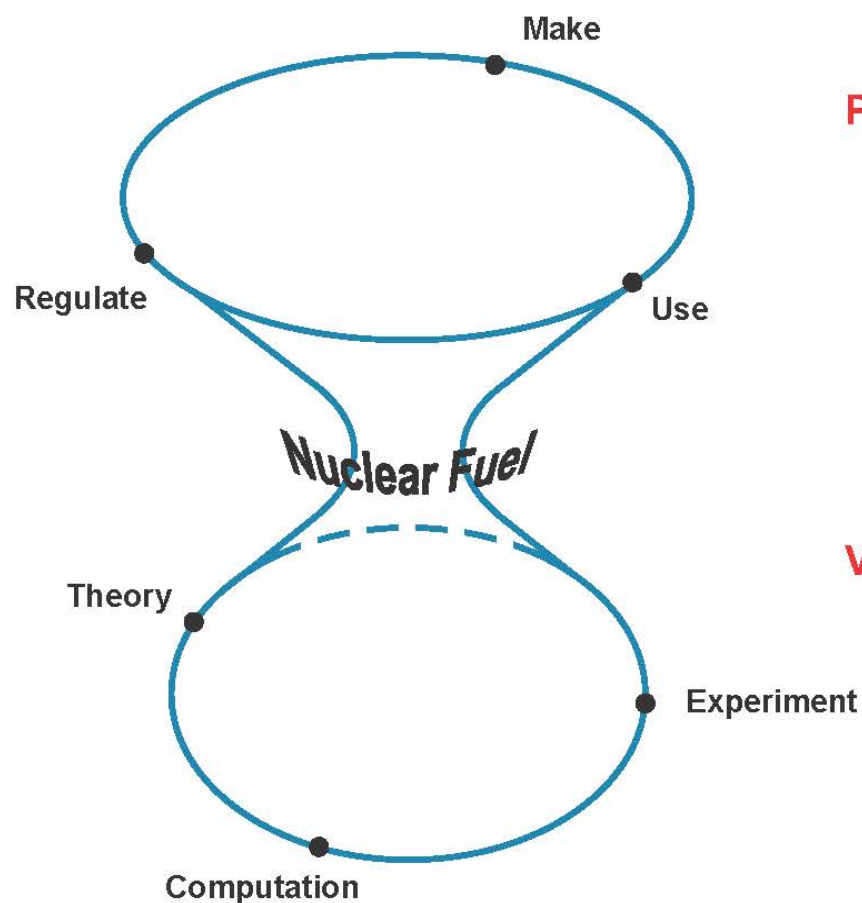 Make
P
Regulate
Use
Nuclear Fuel
V
Theory
Experiment
Computation